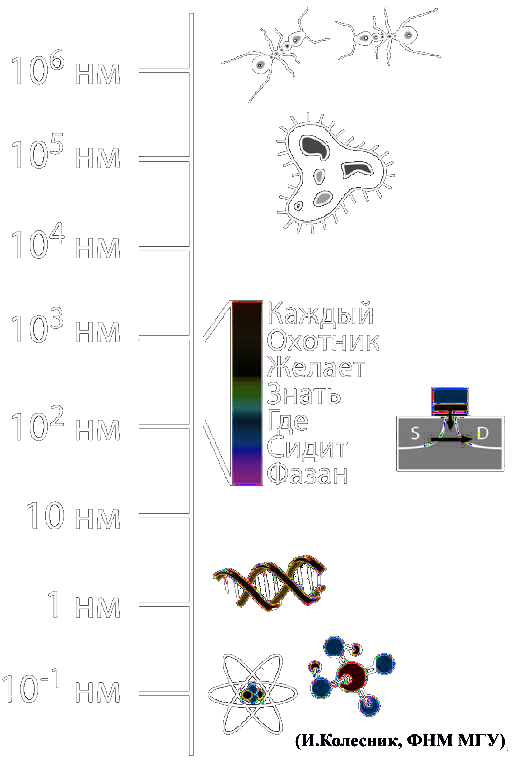 10⁶ нм
10⁵ нм
10⁴ нм
10³ нм
Каждый
Охотник
Желает
Знать
Где
Сидит
Фазан
10² нм
S D
10 нм
1 нм
10⁻¹ нм
(И.Колесник, ФНМ МГУ)